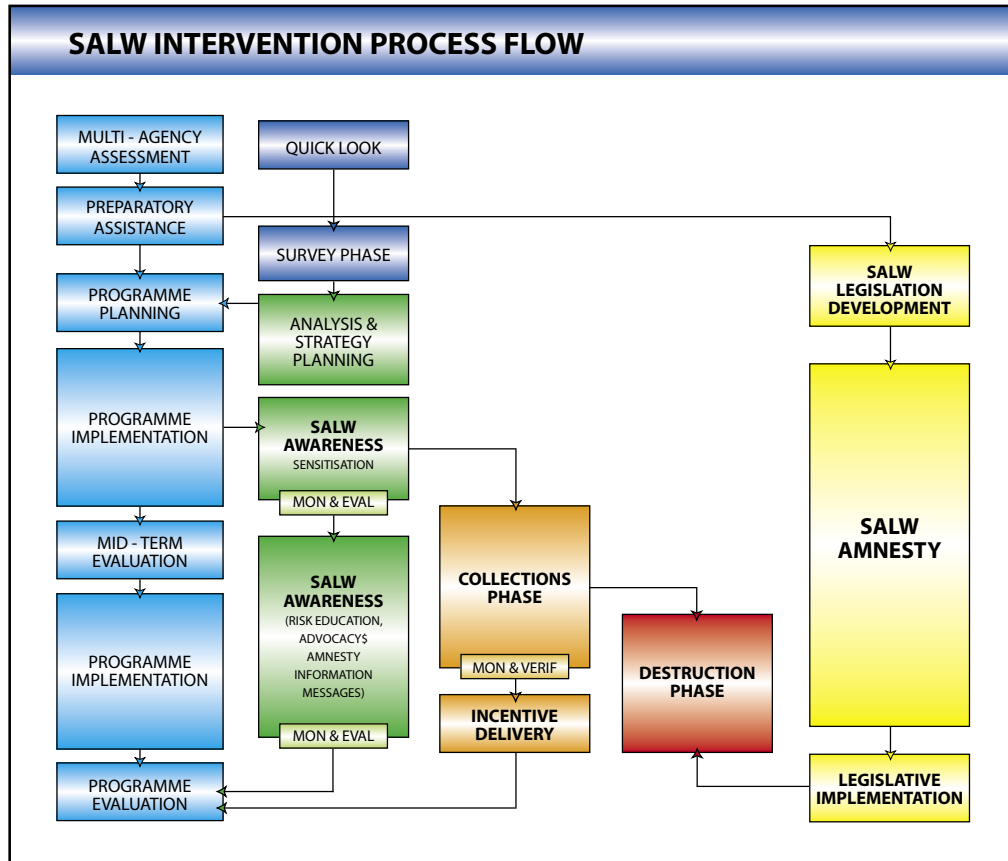 SALW INTERVENTION PROCESS FLOW
MULTI - AGENCY
ASSESSMENT
PREPARATORY
ASSISTANCE
PROGRAMME
PLANNING
PROGRAMME
IMPLEMENTATION
MID - TERM
EVALUATION
PROGRAMME
IMPLEMENTATION
PROGRAMME
EVALUATION
QUICK LOOK
SURVEY PHASE
ANALYSIS &
STRATEGY
PLANNING
SALW
AWARENESS
SENSITISATION
MON & EVAL
SALW
AWARENESS
(RISK EDUCATION,
ADVOCACY$
AMNESTY
INFORMATION
MESSAGES)
MON & EVAL
COLLECTIONS
PHASE
MON & VERIF
INCENTIVE
DELIVERY
DESTRUCTION
PHASE
SALW
LEGISLATION
DEVELOPMENT
SALW
AMNESTY
LEGISLATIVE
IMPLEMENTATION